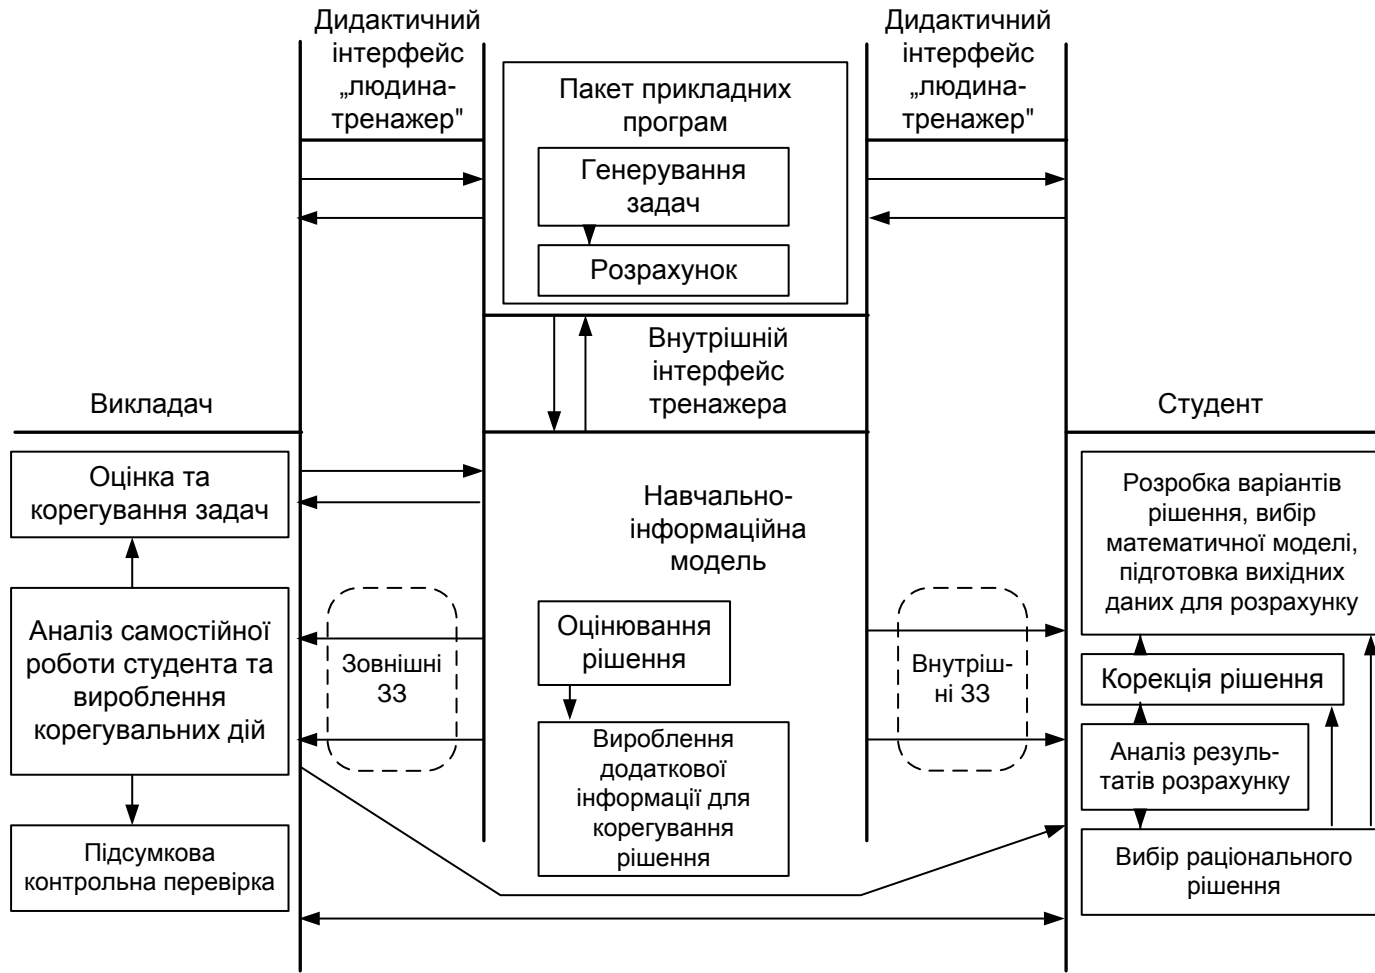 Дидактичний
інтерфейс
„людина-
тренажер"
Пакет прикладних
програм
Генерування
задач
Розрахунок
Дидактичний
інтерфейс
„людина-
тренажер"
Внутрішній
інтерфейс
тренажера
Викладач
Студент
Оцінка та
корегування задач
Аналіз самостійної
роботи студента та
вироблення
корегувальних дій
Підсумкова
контрольна перевірка
Зовнішні
ЗЗ
Навчально-
інформаційна
модель
Оцінювання
рішення
Вироблення
додаткової
інформації для
корегування
рішення
Внутріш-
ні ЗЗ
Розробка варіантів
рішення, вибір
математичної моделі,
підготовка вихідних
даних для розрахунку
Корекція рішення
Аналіз резуль-
татів розрахунку
Вибір раціонального
рішення